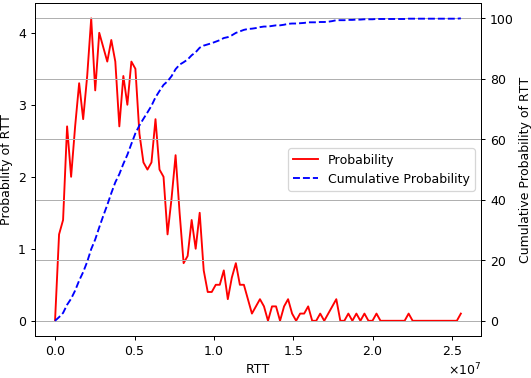 Probability of RTT
4
3
2
1
0
100
80
60
40
20
0
Cumulative Probability of RTT
Probability
Cumulative Probability
0.0 0.5 1.0 1.5 2.0 2.5
×10⁷
RTT